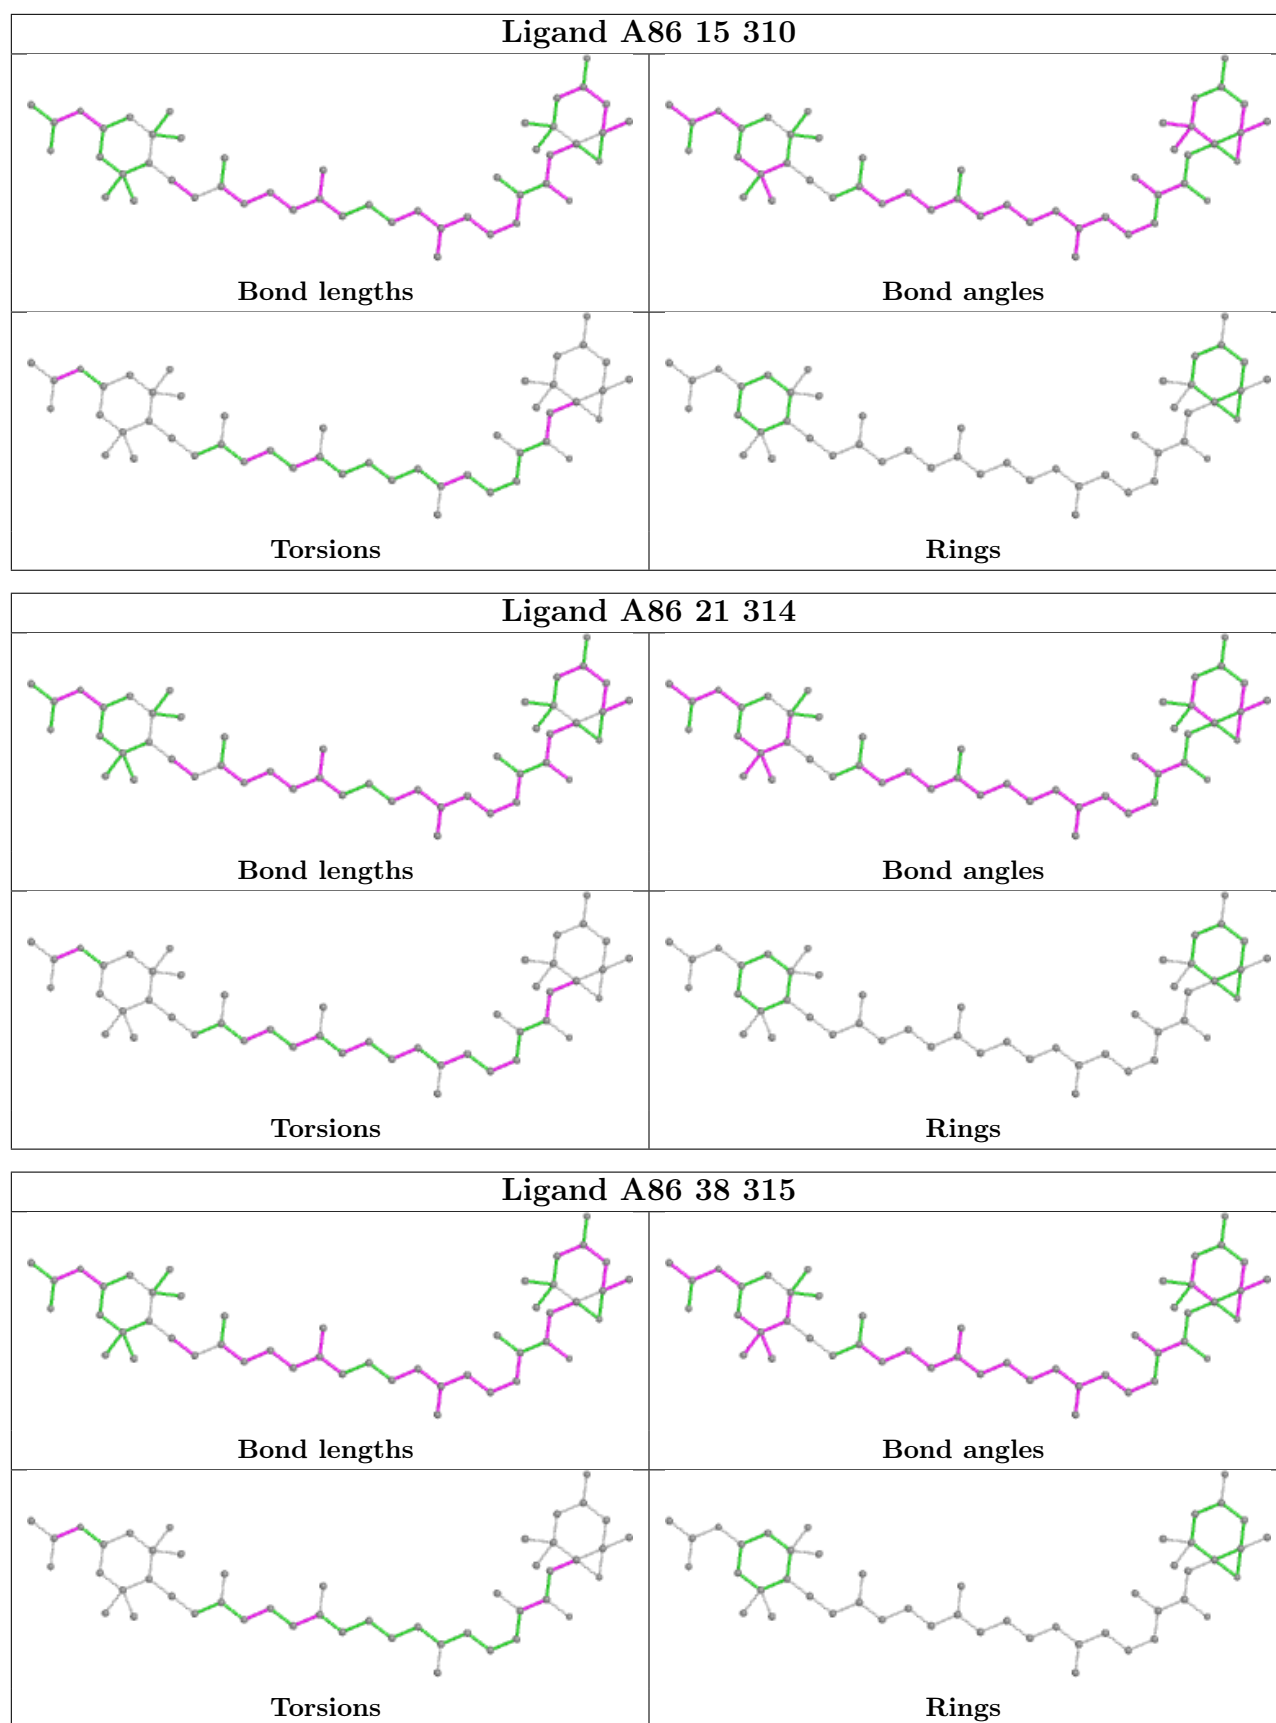 Ligand A86 15 310
Bond lengths
Bond angles
Torsions
Rings
Ligand A86 21 314
Bond lengths
Bond angles
Torsions
Rings
Ligand A86 38 315
Bond lengths
Bond angles
Torsions
Rings